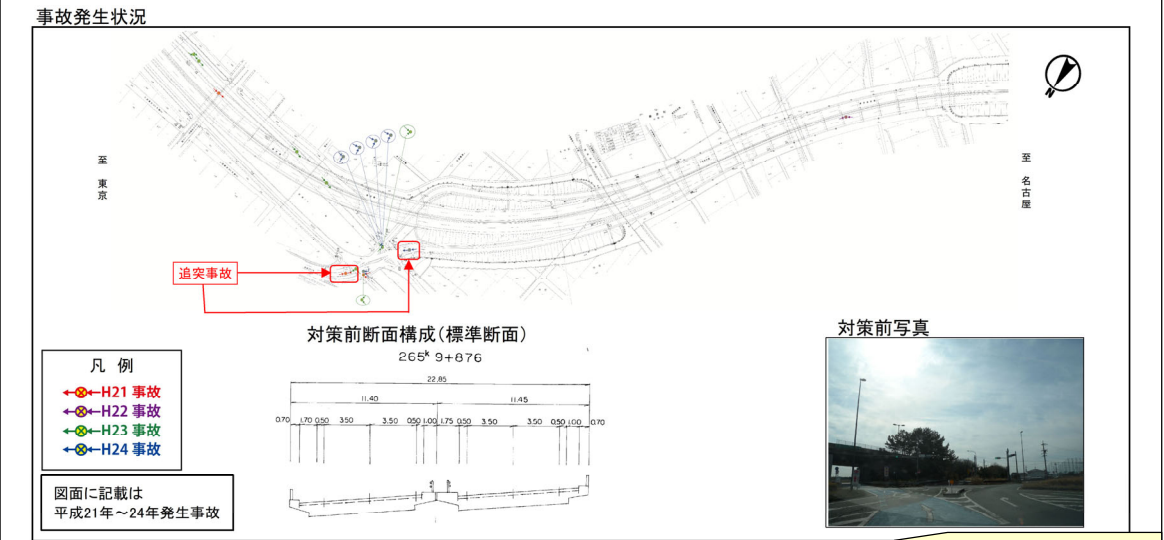 事故発生状況
至 東京
至 名古屋
N
追突事故
対策前断面構成(標準断面)
265ᵏ 9+876
22.85
11.40 11.45
0.70 1.70 0.50 3.50 3.50 0.50 1.00 1.75 0.50 3.50 3.50 0.50 1.00 0.70
対策前写真
凡 例
H21 事故
H22 事故
H23 事故
H24 事故
図面に記載は
平成21年~24年発生事故